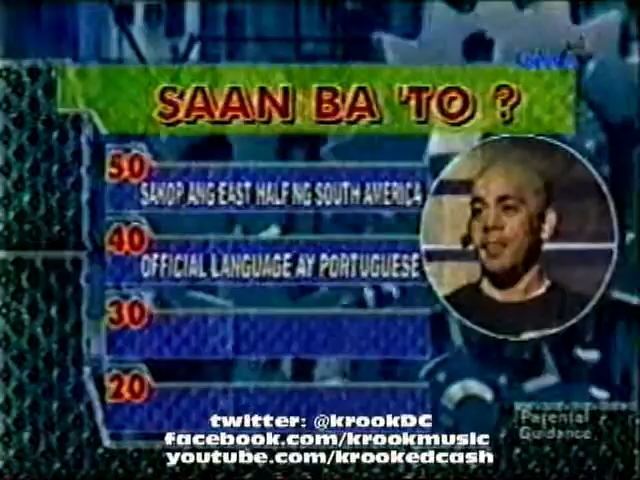 SAAN BA 'TO ?
50
SAKOP ANG EAST HALF NG SOUTH AMERICA
40
OFFICIAL LANGUAGE AY PORTUGUESE
30
20
Parental
Guidance
twitter: @krookDC
facebook.com/krookmusic
youtube.com/krookedcash